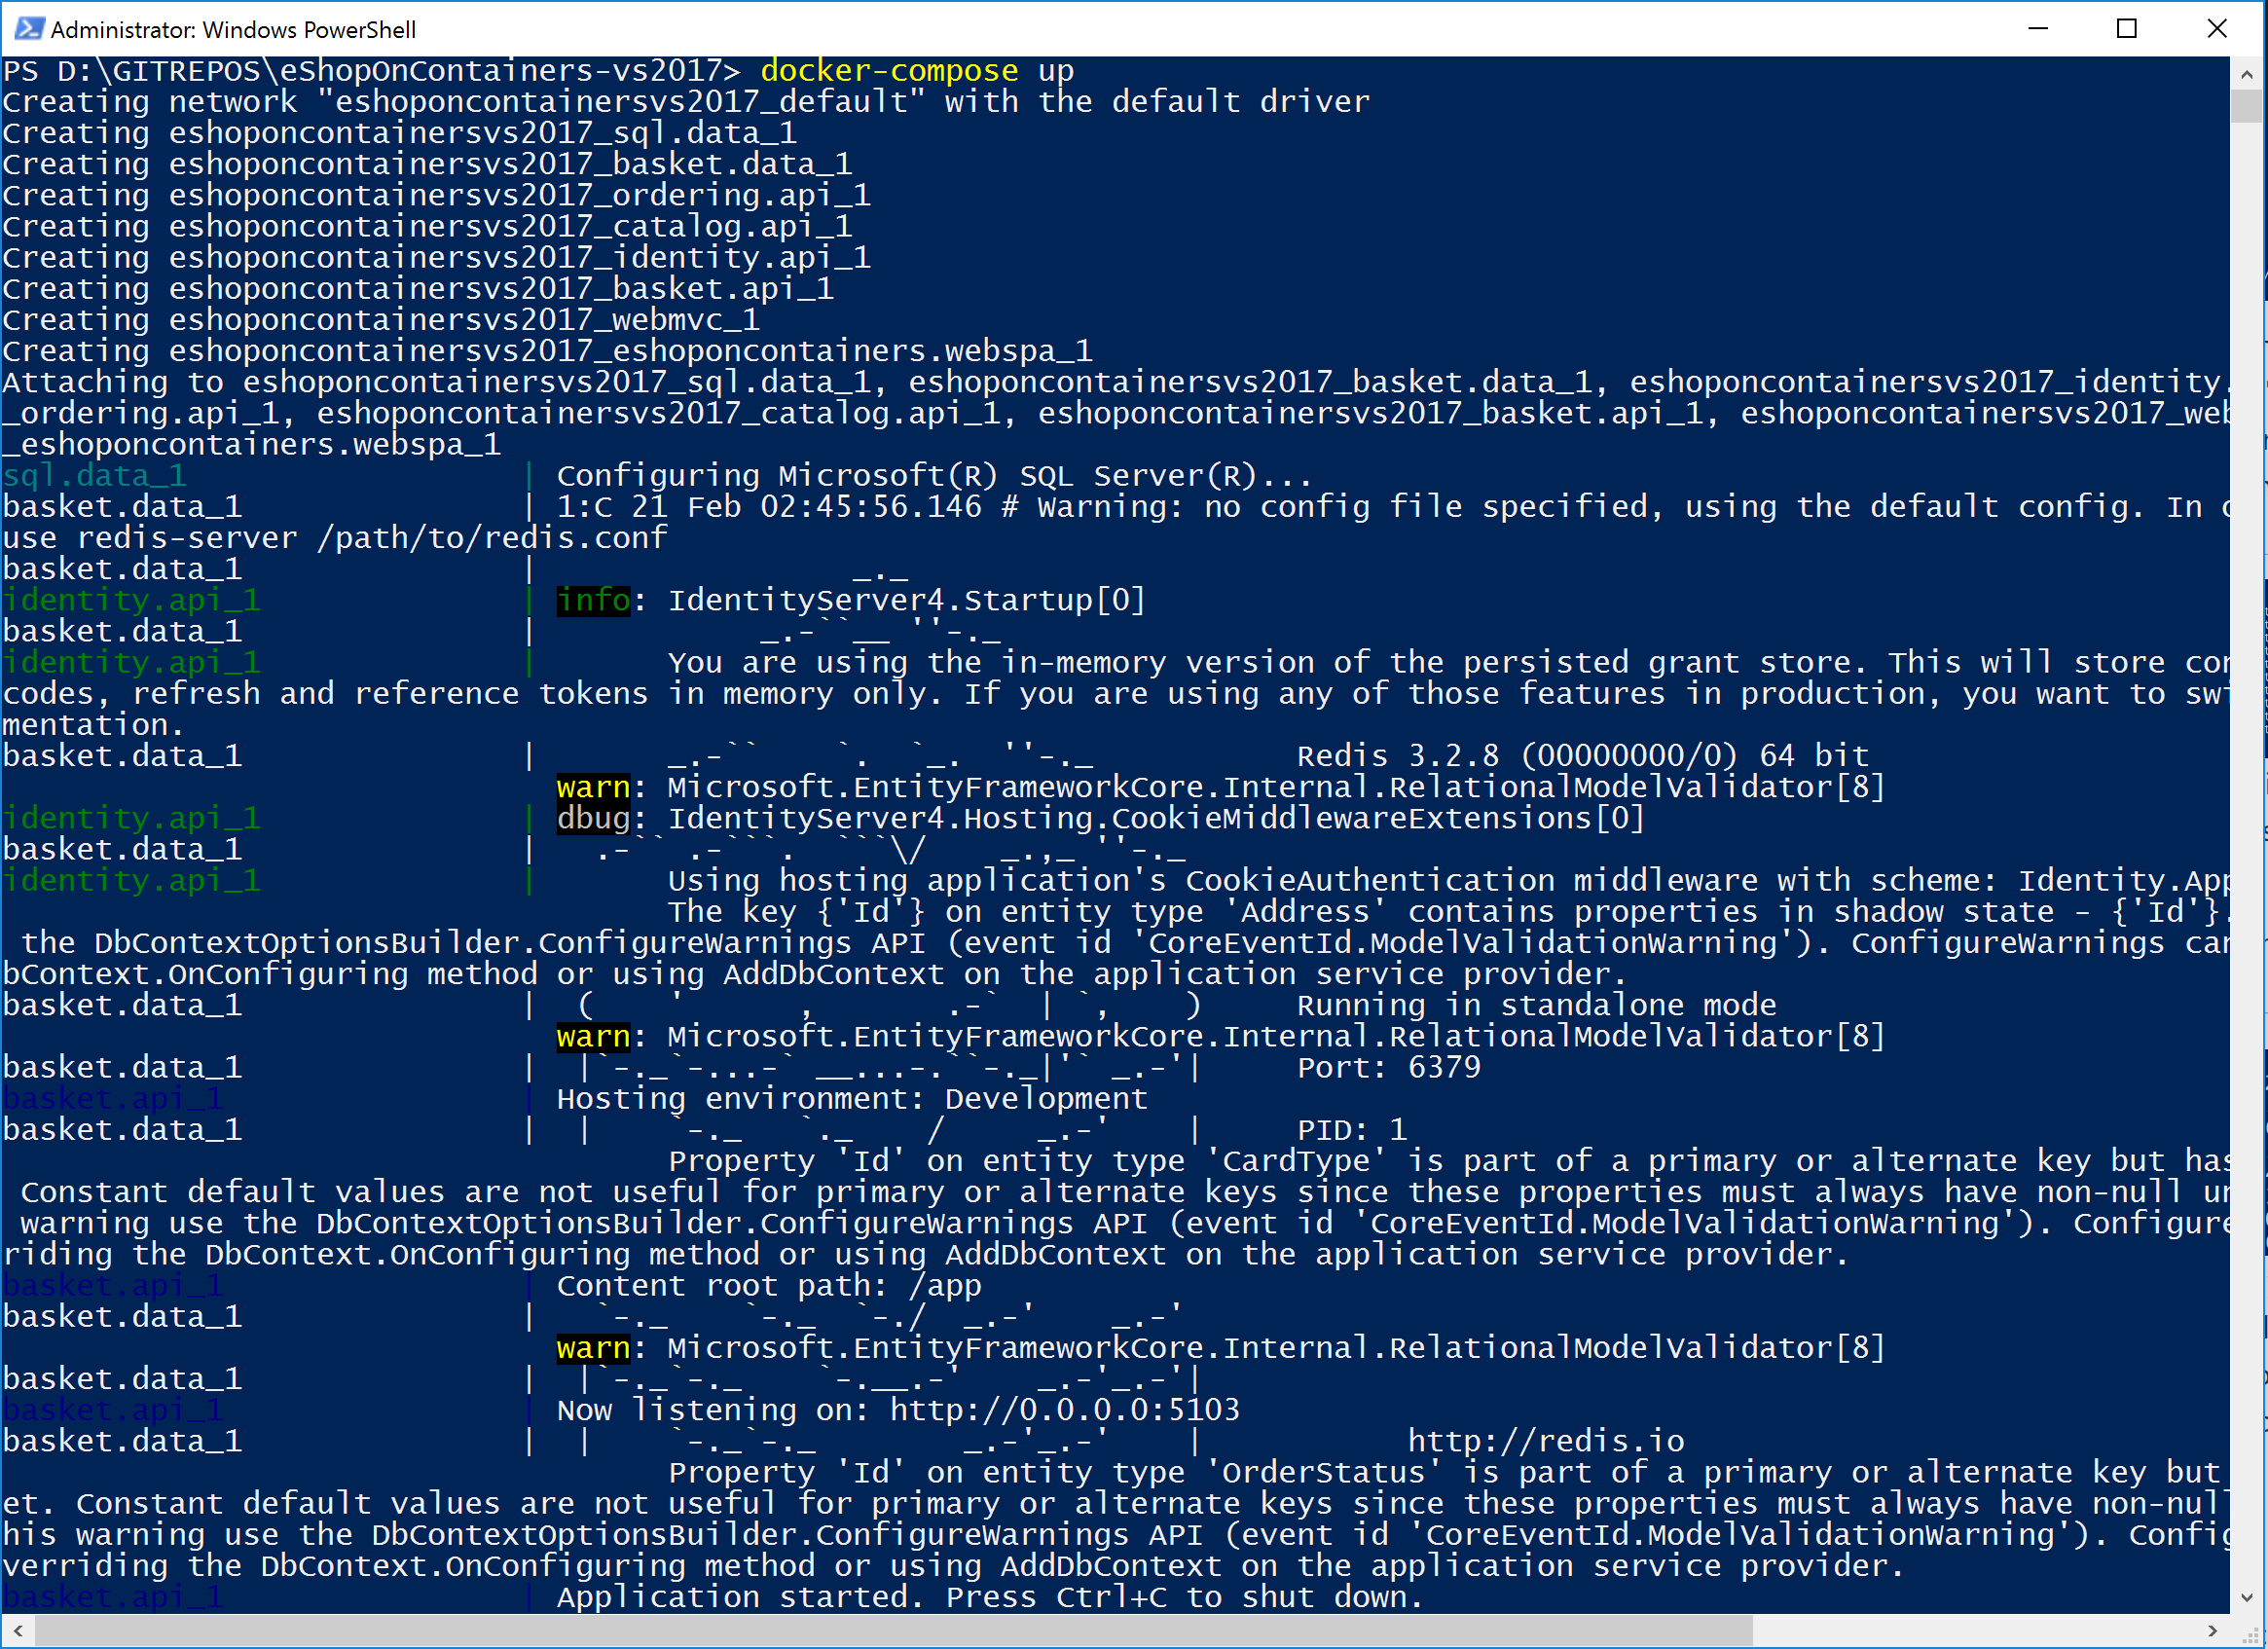 Administrator: Windows PowerShell
PS D:\GITREPOS\eShopOnContainers-vs2017> docker-compose up
Creating network "eshoponcontainersvs2017_default" with the default driver
Creating eshoponcontainersvs2017_sql.data_1
Creating eshoponcontainersvs2017_basket.data_1
Creating eshoponcontainersvs2017_ordering.api_1
Creating eshoponcontainersvs2017_catalog.api_1
Creating eshoponcontainersvs2017_identity.api_1
Creating eshoponcontainersvs2017_basket.api_1
Creating eshoponcontainersvs2017_webmvc_1
Creating eshoponcontainersvs2017_eshoponcontainers.webspa_1
Attaching to eshoponcontainersvs2017_sql.data_1, eshoponcontainersvs2017_basket.data_1, eshoponcontainersvs2017_identity.
_ordering.api_1, eshoponcontainersvs2017_catalog.api_1, eshoponcontainersvs2017_basket.api_1, eshoponcontainersvs2017_web
_eshoponcontainers.webspa_1
sql.data_1                  | Configuring Microsoft(R) SQL Server(R)...
basket.data_1               | 1:C 21 Feb 02:45:56.146 # Warning: no config file specified, using the default config. In
use redis-server /path/to/redis.conf
basket.data_1               |                 _._
identity.api_1              | info: IdentityServer4.Startup[0]
basket.data_1               |            _.-``__ ''-._
identity.api_1              |       You are using the in-memory version of the persisted grant store. This will store con
codes, refresh and reference tokens in memory only. If you are using any of those features in production, you want to swi
mentation.
basket.data_1               |       _.-``    `.  `_.  ''-._           Redis 3.2.8 (00000000/0) 64 bit
                              warn: Microsoft.EntityFrameworkCore.Internal.RelationalModelValidator[8]
identity.api_1              | dbug: IdentityServer4.Hosting.CookieMiddlewareExtensions[0]
basket.data_1               |   .-`` .-```.  ```\/    _.,_ ''-._
identity.api_1              |       Using hosting application's CookieAuthentication middleware with scheme: Identity.App
                                    The key {'Id'} on entity type 'Address' contains properties in shadow state - {'Id'}.
 the DbContextOptionsBuilder.ConfigureWarnings API (event id 'CoreEventId.ModelValidationWarning'). ConfigureWarnings can
bContext.OnConfiguring method or using AddDbContext on the application service provider.
basket.data_1               |  (    '      ,       .-`  | `,    )     Running in standalone mode
                              warn: Microsoft.EntityFrameworkCore.Internal.RelationalModelValidator[8]
basket.data_1               |  |`-._`-...-` __...-.``-._|'` _.-'|     Port: 6379
basket.api_1                | Hosting environment: Development
basket.data_1               |  |    `-._   `._    /     _.-'    |     PID: 1
                                    Property 'Id' on entity type 'CardType' is part of a primary or alternate key but has
 Constant default values are not useful for primary or alternate keys since these properties must always have non-null un
 warning use the DbContextOptionsBuilder.ConfigureWarnings API (event id 'CoreEventId.ModelValidationWarning'). Configure
riding the DbContext.OnConfiguring method or using AddDbContext on the application service provider.
basket.api_1                | Content root path: /app
basket.data_1               |   `-._    `-._  `-./  _.-'    _.-'
                              warn: Microsoft.EntityFrameworkCore.Internal.RelationalModelValidator[8]
basket.data_1               |  |`-._`-._    `-.__.-'    _.-'_.-'|
basket.api_1                | Now listening on: http://0.0.0.0:5103
basket.data_1               |  |    `-._`-._        _.-'_.-'    |           http://redis.io
                                    Property 'Id' on entity type 'OrderStatus' is part of a primary or alternate key but
et. Constant default values are not useful for primary or alternate keys since these properties must always have non-null
his warning use the DbContextOptionsBuilder.ConfigureWarnings API (event id 'CoreEventId.ModelValidationWarning'). Config
verriding the DbContext.OnConfiguring method or using AddDbContext on the application service provider.
basket.api_1                | Application started. Press Ctrl+C to shut down.